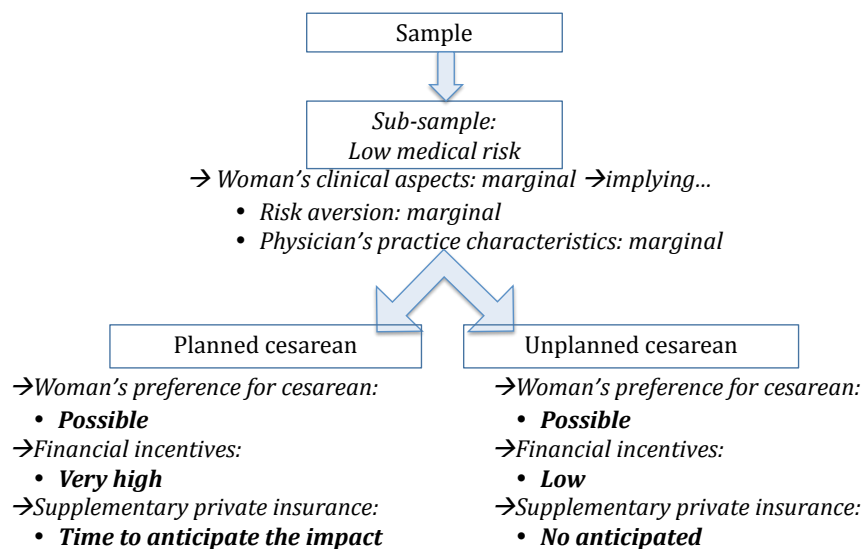 Sample
Sub-sample:
Low medical risk
→ Woman's clinical aspects: marginal →implying...
• Risk aversion: marginal
• Physician's practice characteristics: marginal
Planned cesarean
→Woman's preference for cesarean:
• Possible
→Financial incentives:
• Very high
→Supplementary private insurance:
• Time to anticipate the impact
Unplanned cesarean
→Woman's preference for cesarean:
• Possible
→Financial incentives:
• Low
→Supplementary private insurance:
• No anticipated